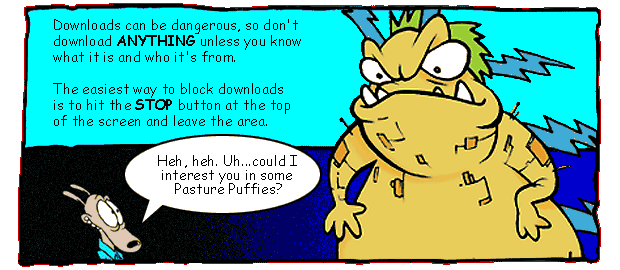 Downloads can be dangerous, so don't
download ANYTHING unless you know
what it is and who it's from.
The easiest way to block downloads
is to hit the STOP button at the top
of the screen and leave the area.
Heh, heh. Uh...could I
interest you in some
Pasture Puffies?